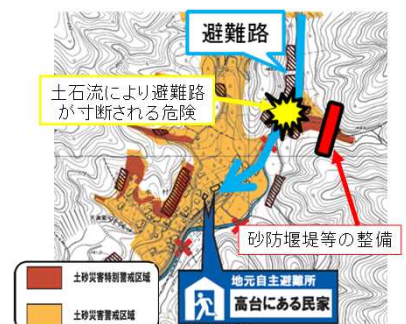 避難路
土石流により避難路
が寸断される危険
砂防堰堤等の整備
土砂災害特別警戒区域
土砂災害警戒区域
地元自主避難所
高台にある民家